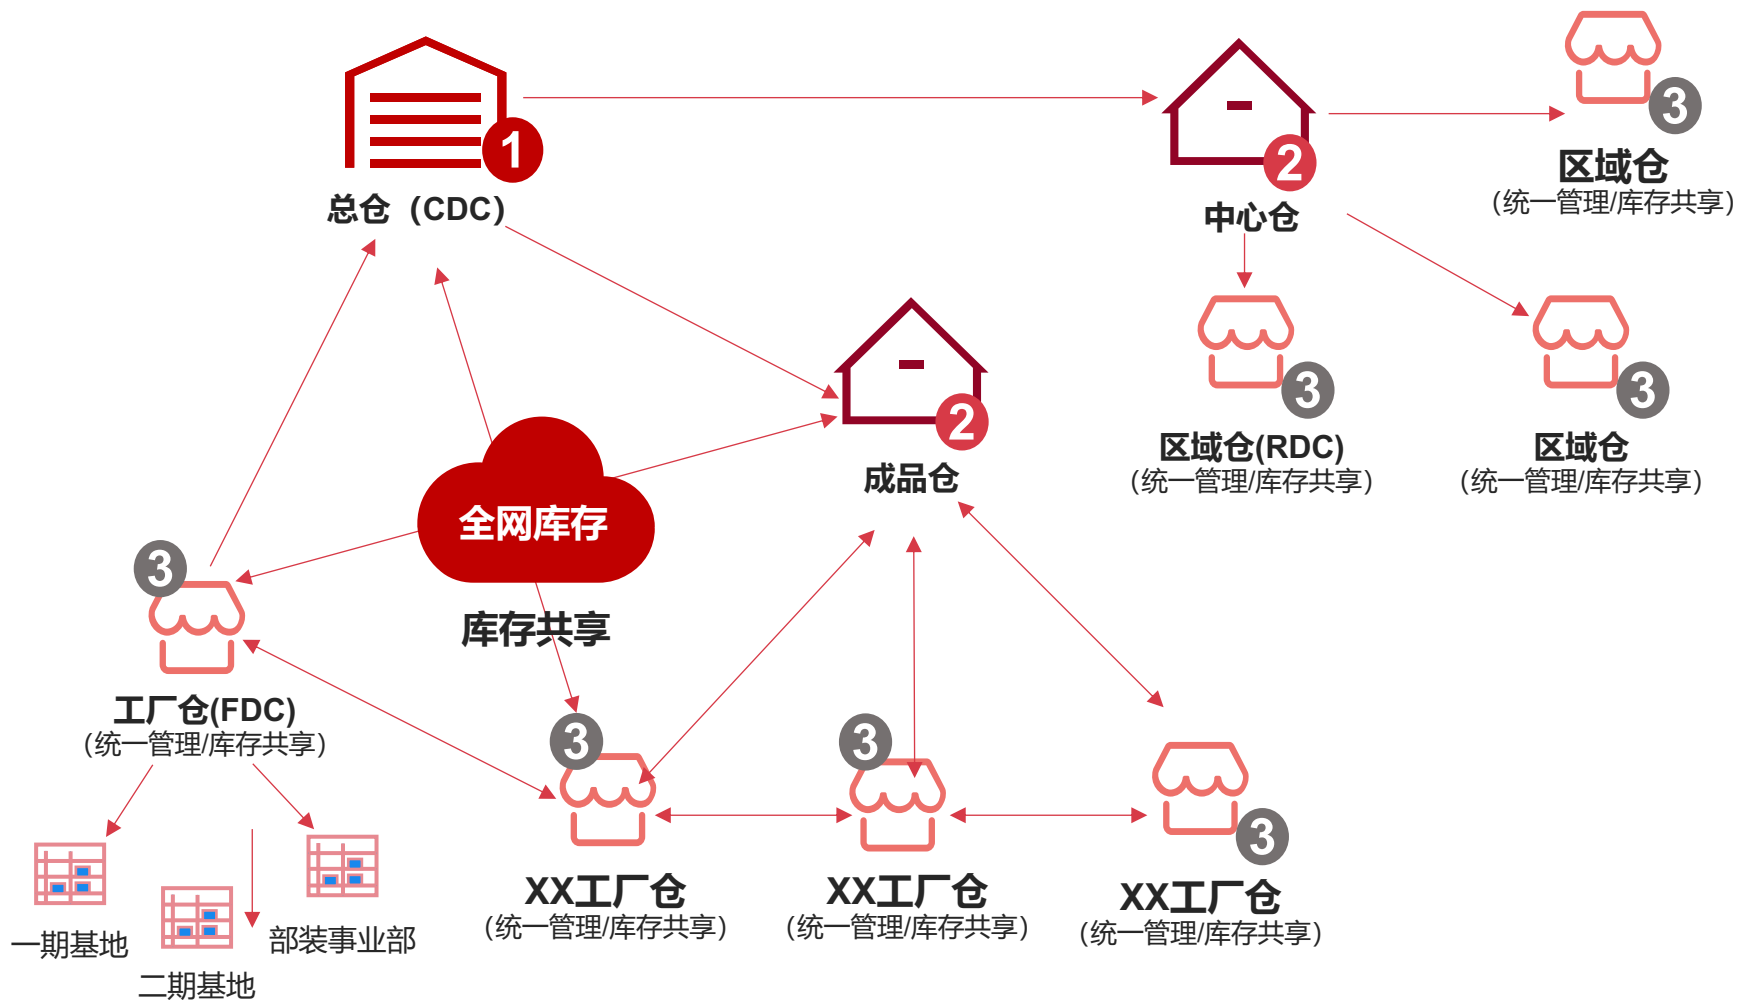 1
总仓（CDC）
2
中心仓
3
区域仓
（统一管理/库存共享）
3
区域仓(RDC)
（统一管理/库存共享）
3
区域仓
（统一管理/库存共享）
2
成品仓
全网库存
库存共享
3
工厂仓(FDC)
（统一管理/库存共享）
3
XX工厂仓
（统一管理/库存共享）
3
XX工厂仓
（统一管理/库存共享）
3
XX工厂仓
（统一管理/库存共享）
一期基地
二期基地
部装事业部